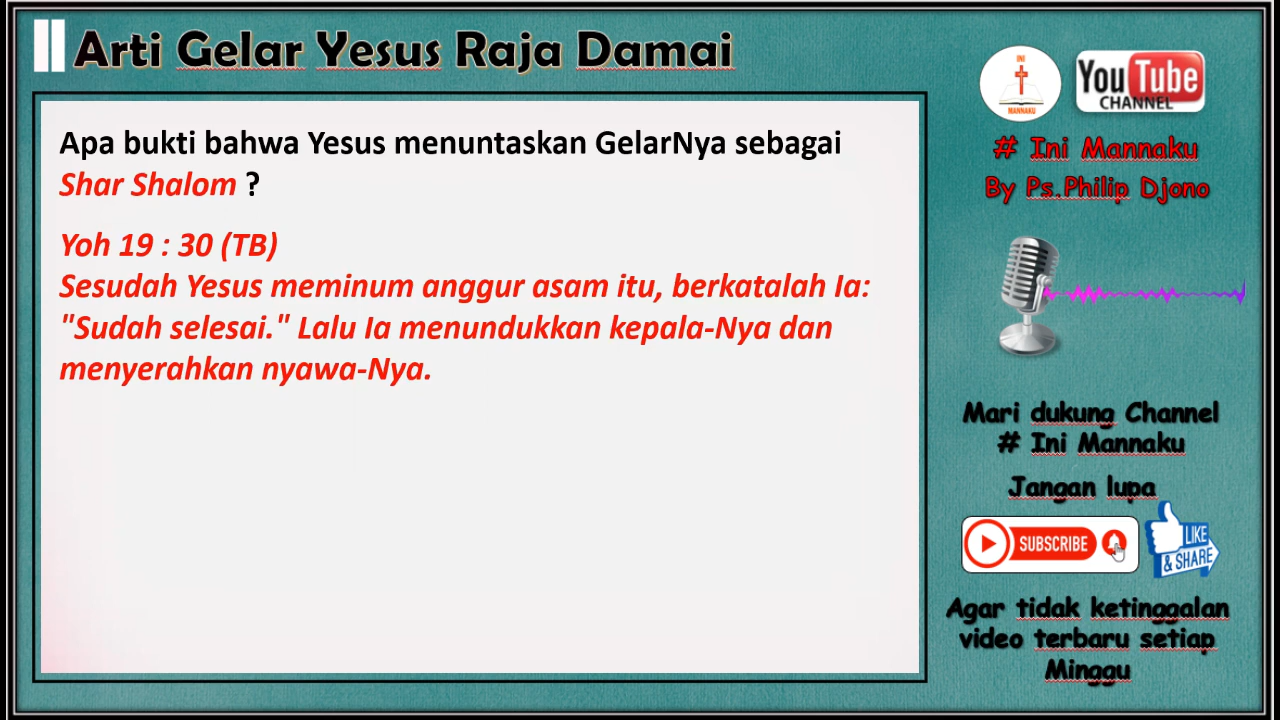 Arti Gelar Yesus Raja Damai
Apa bukti bahwa Yesus menuntaskan GelarNya sebagai
Shar Shalom ?
Yoh 19 : 30 (TB)
Sesudah Yesus meminum anggur asam itu, berkatalah Ia:
"Sudah selesai." Lalu Ia menundukkan kepala-Nya dan
menyerahkan nyawa-Nya.
INI
MANNAKU
YouTube
CHANNEL
# Ini Mannaku
By Ps.Philip Djono
Mari dukung Channel
# Ini Mannaku
Jangan lupa
SUBSCRIBE
LIKE
& SHARE
Agar tidak ketinggalan
video terbaru setiap
Minggu